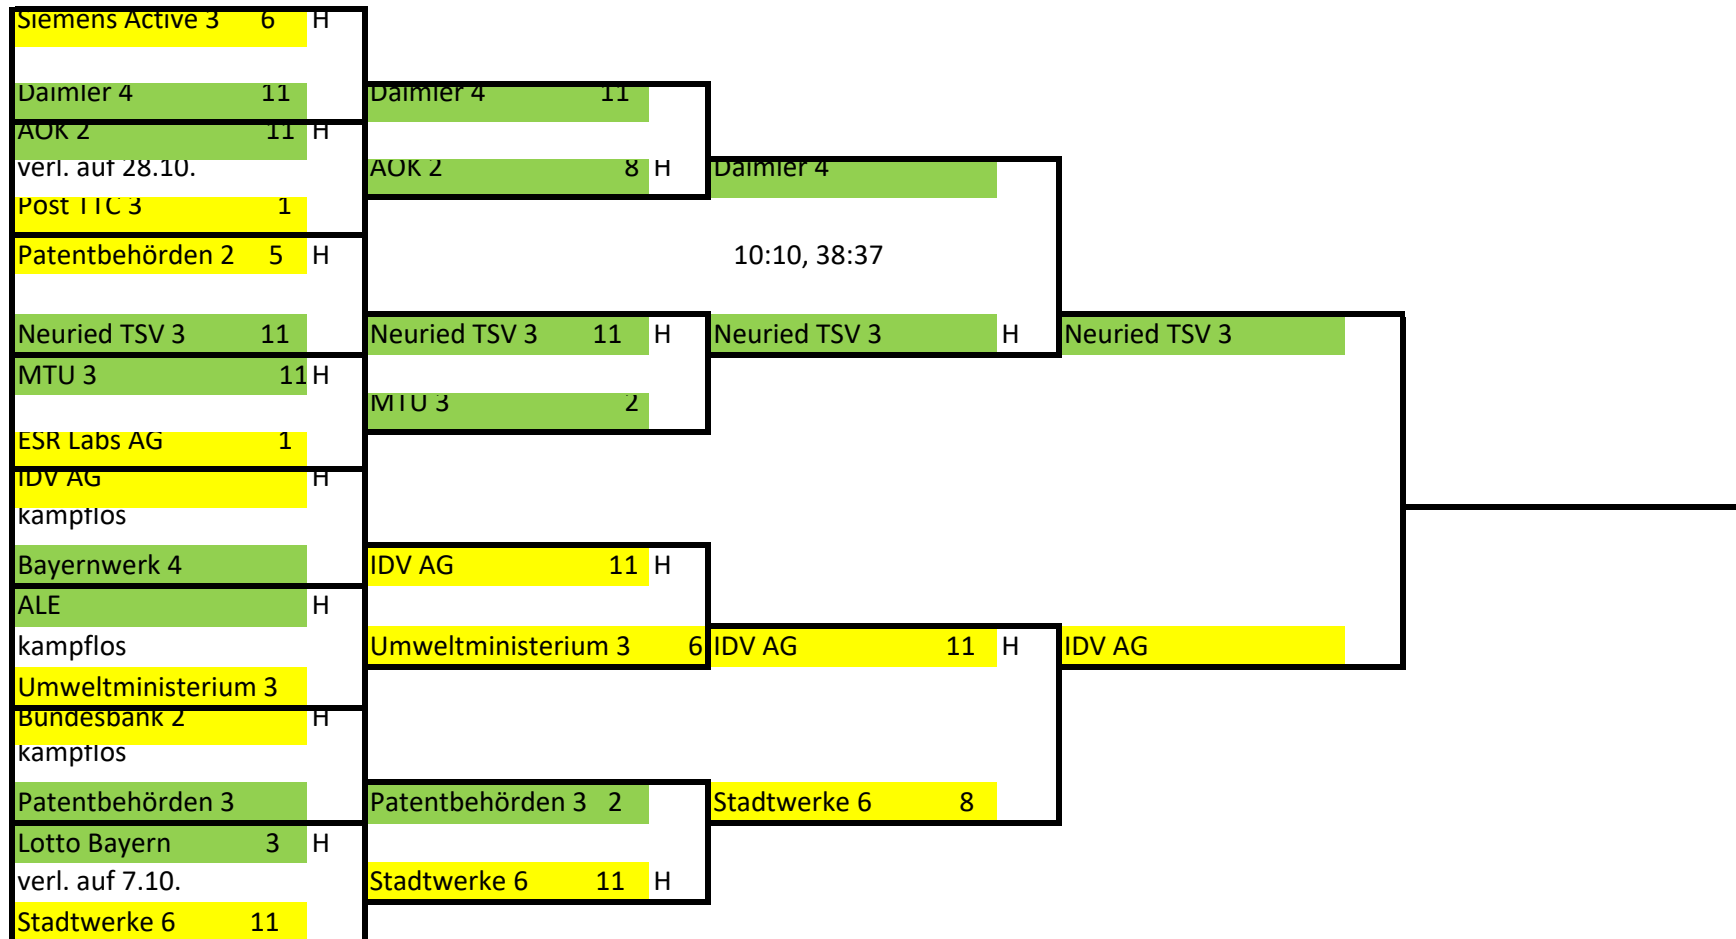 Siemens Active 3 6 H
Daimler 4 11 Daimler 4 11
AOK 2 11 H
verl. auf 28.10. AOK 2 8 H Daimler 4
Post TTC 3 1
Patentbehörden 2 5 H 10:10, 38:37
Neuried TSV 3 11 Neuried TSV 3 11 H Neuried TSV 3 H Neuried TSV 3
MTU 3 11 H
MTU 3 2
ESR Labs AG 1
IDV AG H
kampflos
Bayernwerk 4 IDV AG 11 H
ALE H
kampflos Umweltministerium 3 6 IDV AG 11 H IDV AG
Umweltministerium 3
Bundesbank 2 H
kampflos
Patentbehörden 3 Patentbehörden 3 2 Stadtwerke 6 8
Lotto Bayern 3 H
verl. auf 7.10. Stadtwerke 6 11 H
Stadtwerke 6 11